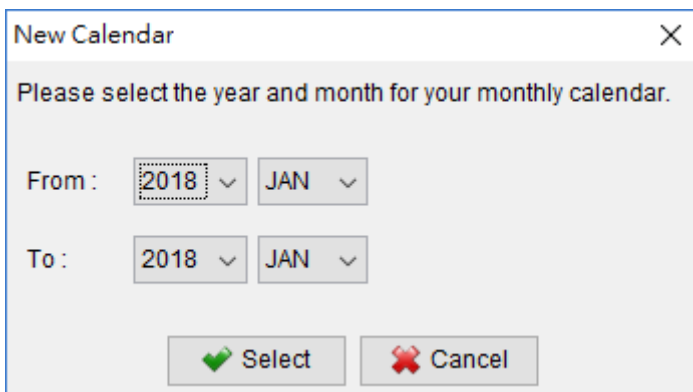 New Calendar
Please select the year and month for your monthly calendar.
From : 2018 JAN
To : 2018 JAN
Select Cancel